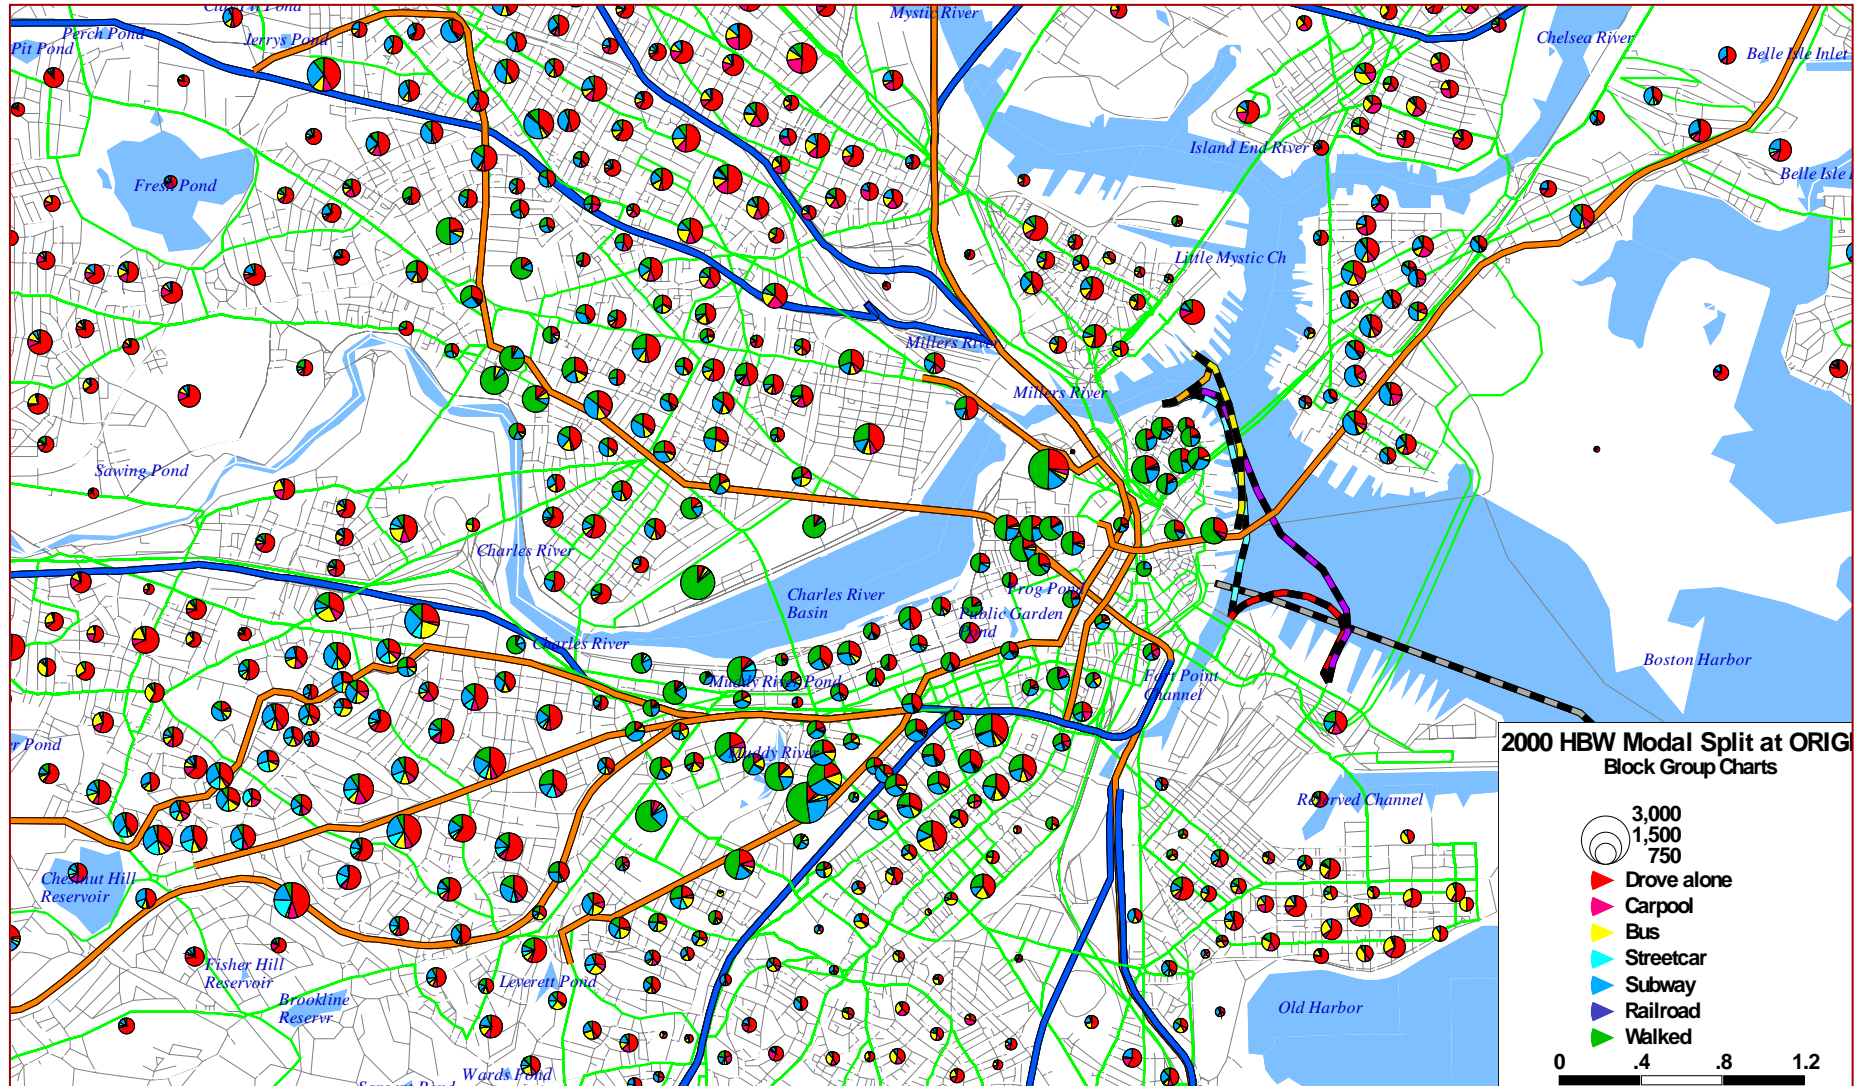 Mystic River
Perch Pond
Jerrys Pond
Pit Pond
Chelsea River
Belle Isle Inlet
Island End River
Belle Isle
Fresh Pond
Little Mystic Ch
Millers River
Millers River
Sawing Pond
Charles River
Charles River
Basin
Frog Pond
Public Garden
Pond
Charles River
Boston Harbor
Muddy River Pond
Fort Point
Channel
r Pond
Muddy River
Reserved Channel
Chestnut Hill
Reservoir
Fisher Hill
Reservoir
Leverett Pond
Brookline
Reservr
Old Harbor
Wards Pond
2000 HBW Modal Split at ORIGI
Block Group Charts
3,000
1,500
750
Drove alone
Carpool
Bus
Streetcar
Subway
Railroad
Walked
0 .4 .8 1.2